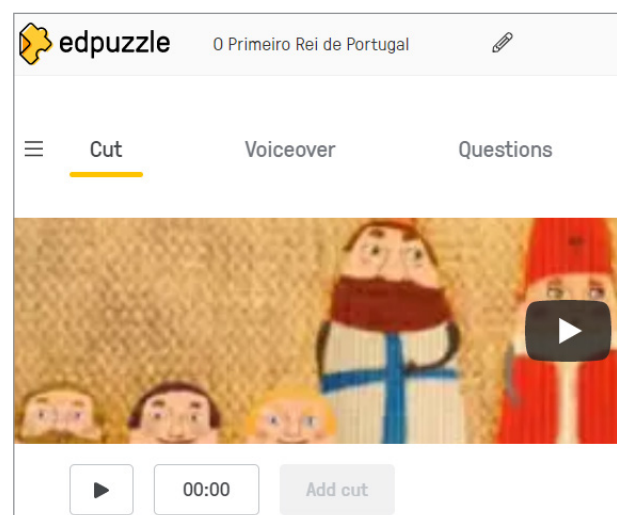 edpuzzle O Primeiro Rei de Portugal
Cut Voiceover Questions
00:00 Add cut